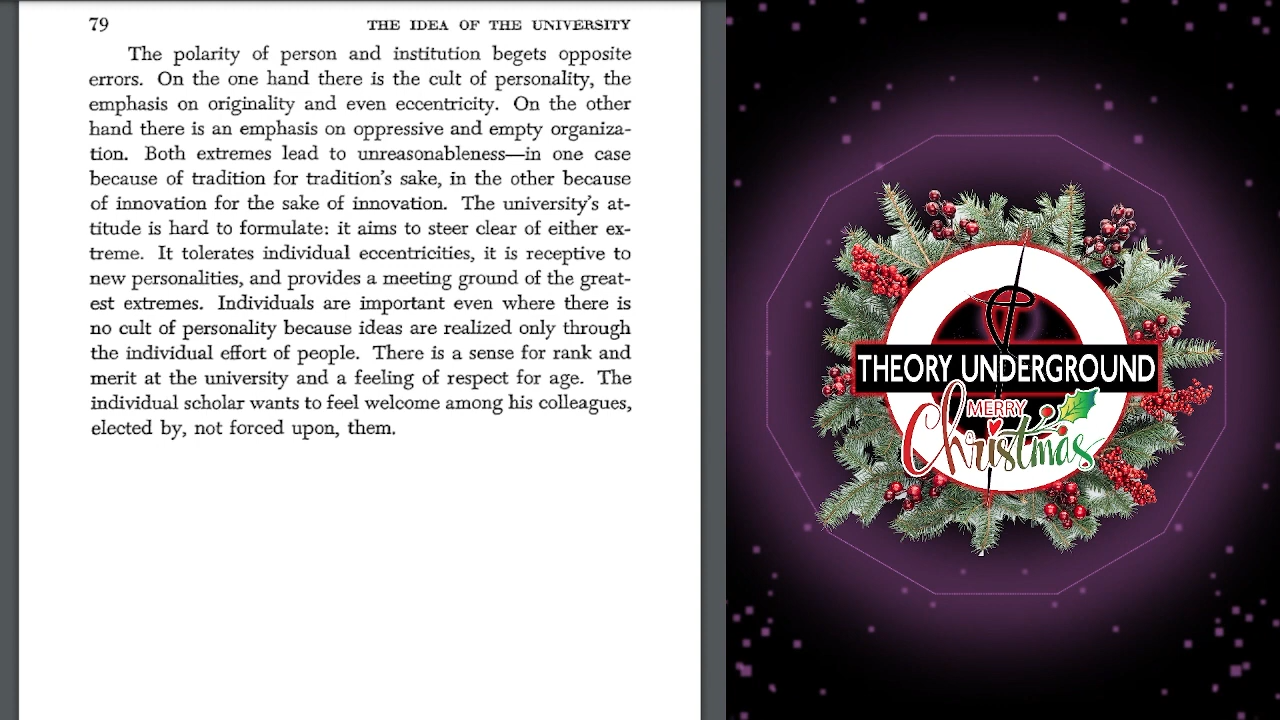 79
THE IDEA OF THE UNIVERSITY
The polarity of person and institution begets opposite
errors. On the one hand there is the cult of personality, the
emphasis on originality and even eccentricity. On the other
hand there is an emphasis on oppressive and empty organiza-
tion. Both extremes lead to unreasonableness—in one case
because of tradition for tradition's sake, in the other because
of innovation for the sake of innovation. The university's at-
titude is hard to formulate: it aims to steer clear of either ex-
treme. It tolerates individual eccentricities, it is receptive to
new personalities, and provides a meeting ground of the great-
est extremes. Individuals are important even where there is
no cult of personality because ideas are realized only through
the individual effort of people. There is a sense for rank and
merit at the university and a feeling of respect for age. The
individual scholar wants to feel welcome among his colleagues,
elected by, not forced upon, them.
THEORY UNDERGROUND
MERRY
Christmas